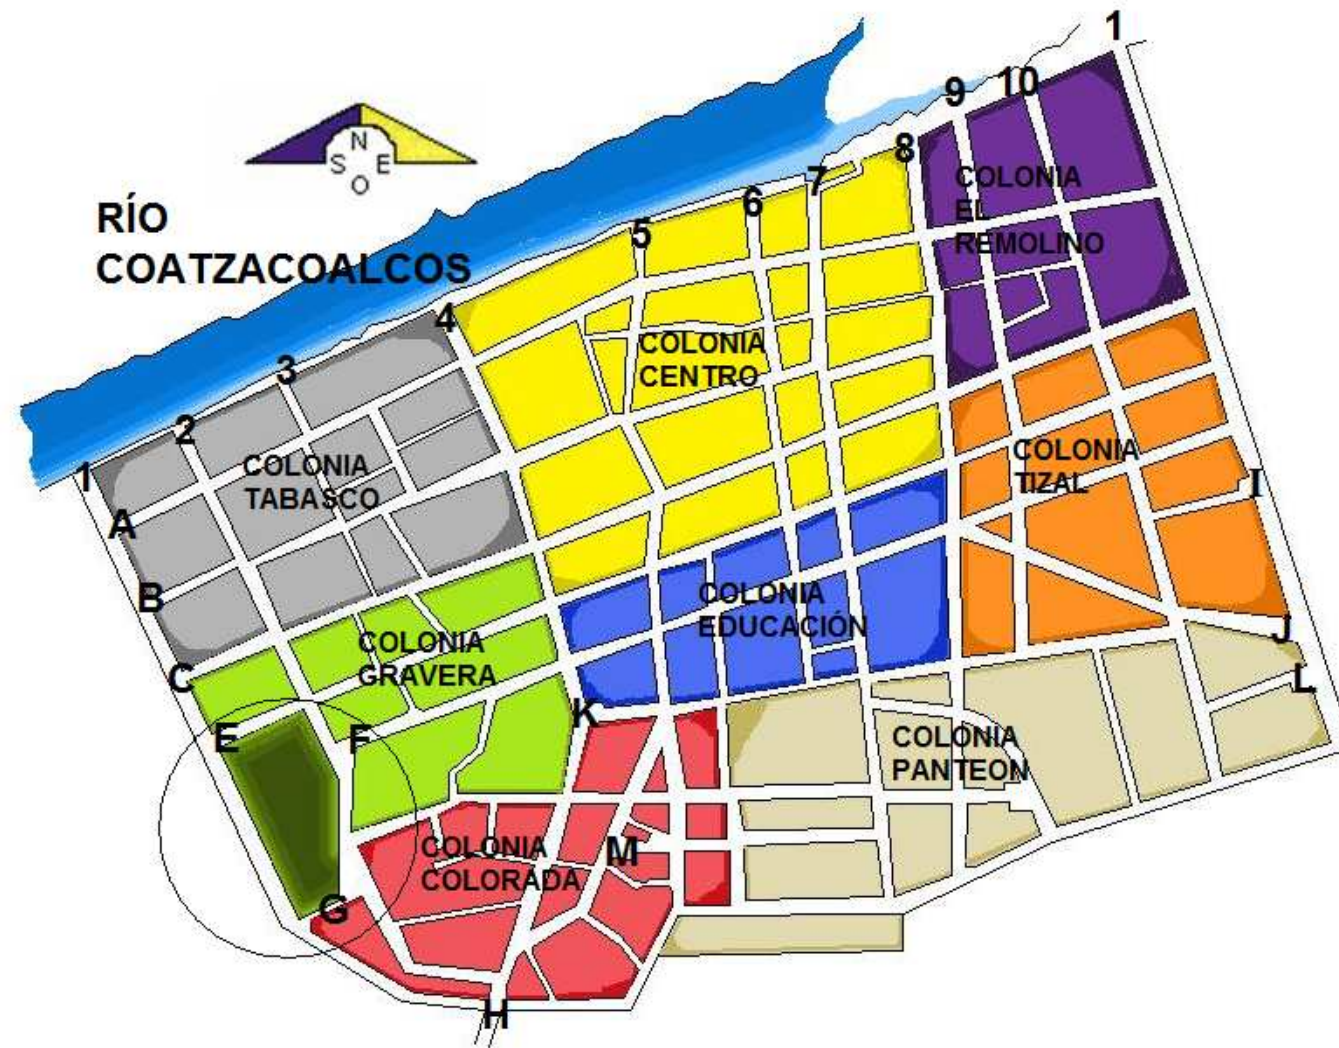 1
10
9
8
7
6
5
N
S E
O
RÍO
COATZACOALCOS
4
3
2
1
COLONIA
EL
REMOLINO
COLONIA
CENTRO
COLONIA
TABASCO
COLONIA
TIZAL
A
B
C
I
COLONIA
EDUCACIÓN
COLONIA
GRAVERA
J
L
K
E
F
COLONIA
PANTEON
COLONIA
COLORADA
M
G
H